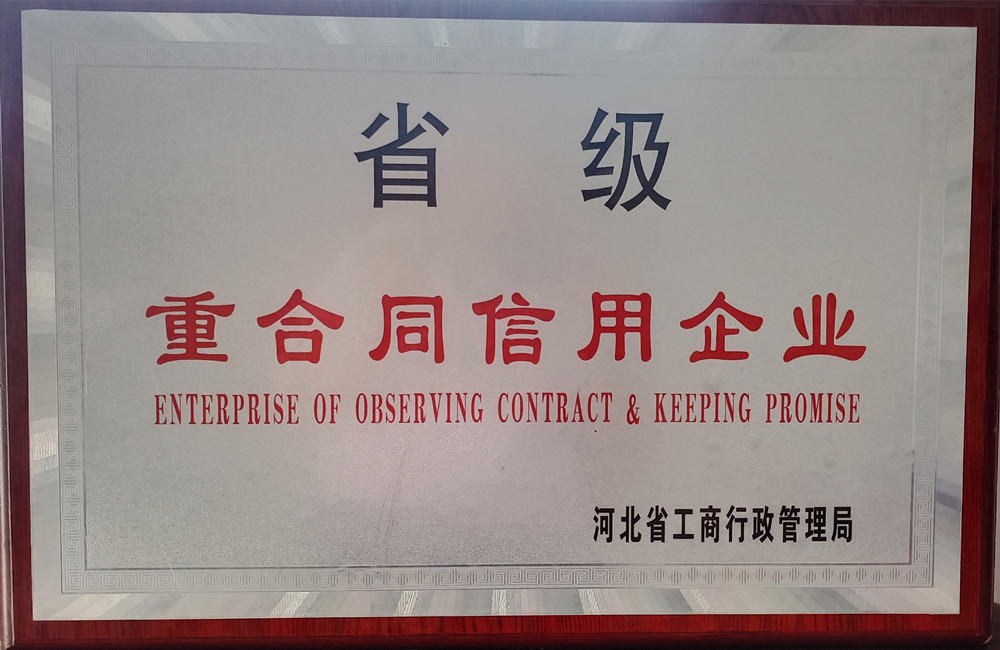 省级
重合同信用企业
ENTERPRISE OF OBSERVING CONTRACT & KEEPING PROMISE
河北省工商行政管理局